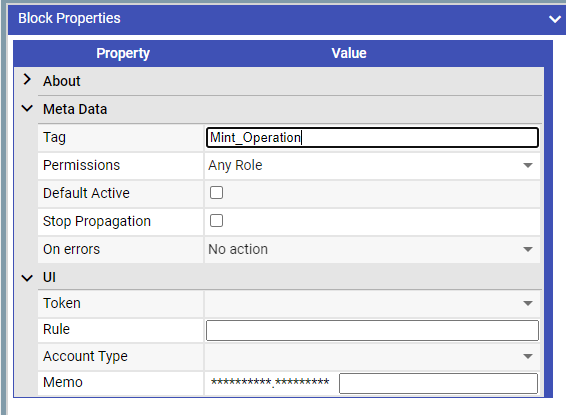 Block Properties
Property Value
About
Meta Data
Tag Mint_Operation
Permissions Any Role
Default Active
Stop Propagation
On errors No action
UI
Token
Rule
Account Type
Memo **********.*********